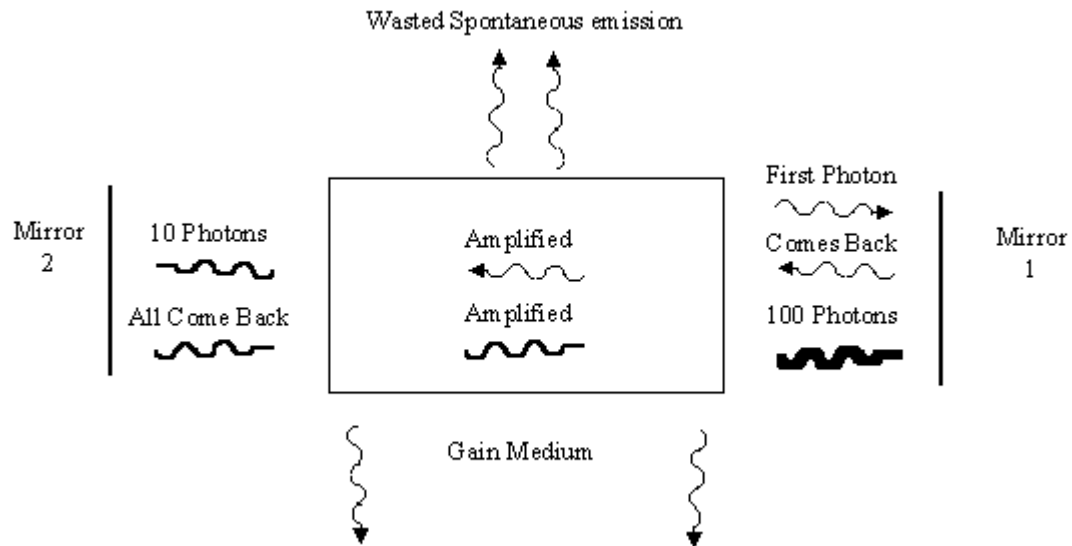 Wasted Spontaneous emission
First Photon
Mirror
2
10 Photons
Amplified
Comes Back
Mirror
1
All Come Back
Amplified
100 Photons
Gain Medium